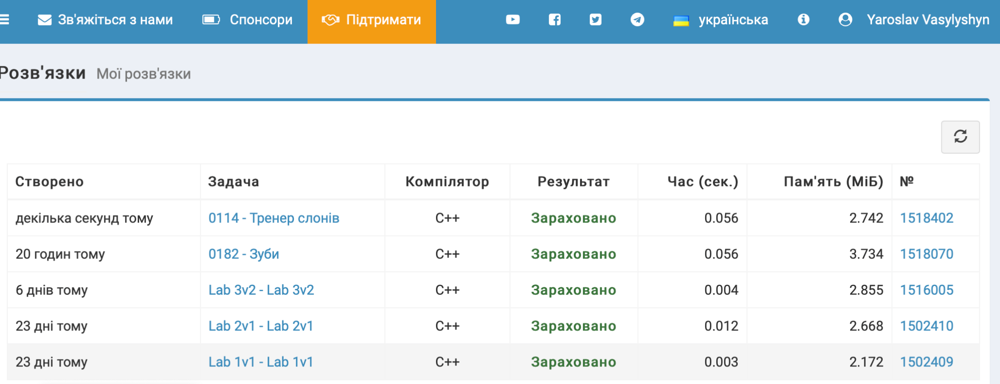 Зв'яжіться з нами Спонсори Підтримати українська Yaroslav Vasylyshyn
Розв'язки Мої розв'язки
Створено Задача Компілятор Результат Час (сек.) Пам'ять (МіБ) №
декілька секунд тому 0114 - Тренер слонів C++ Зараховано 0.056 2.742 1518402
20 годин тому 0182 - Зуби C++ Зараховано 0.056 3.734 1518070
6 днів тому Lab 3v2 - Lab 3v2 C++ Зараховано 0.004 2.855 1516005
23 дні тому Lab 2v1 - Lab 2v1 C++ Зараховано 0.012 2.668 1502410
23 дні тому Lab 1v1 - Lab 1v1 C++ Зараховано 0.003 2.172 1502409